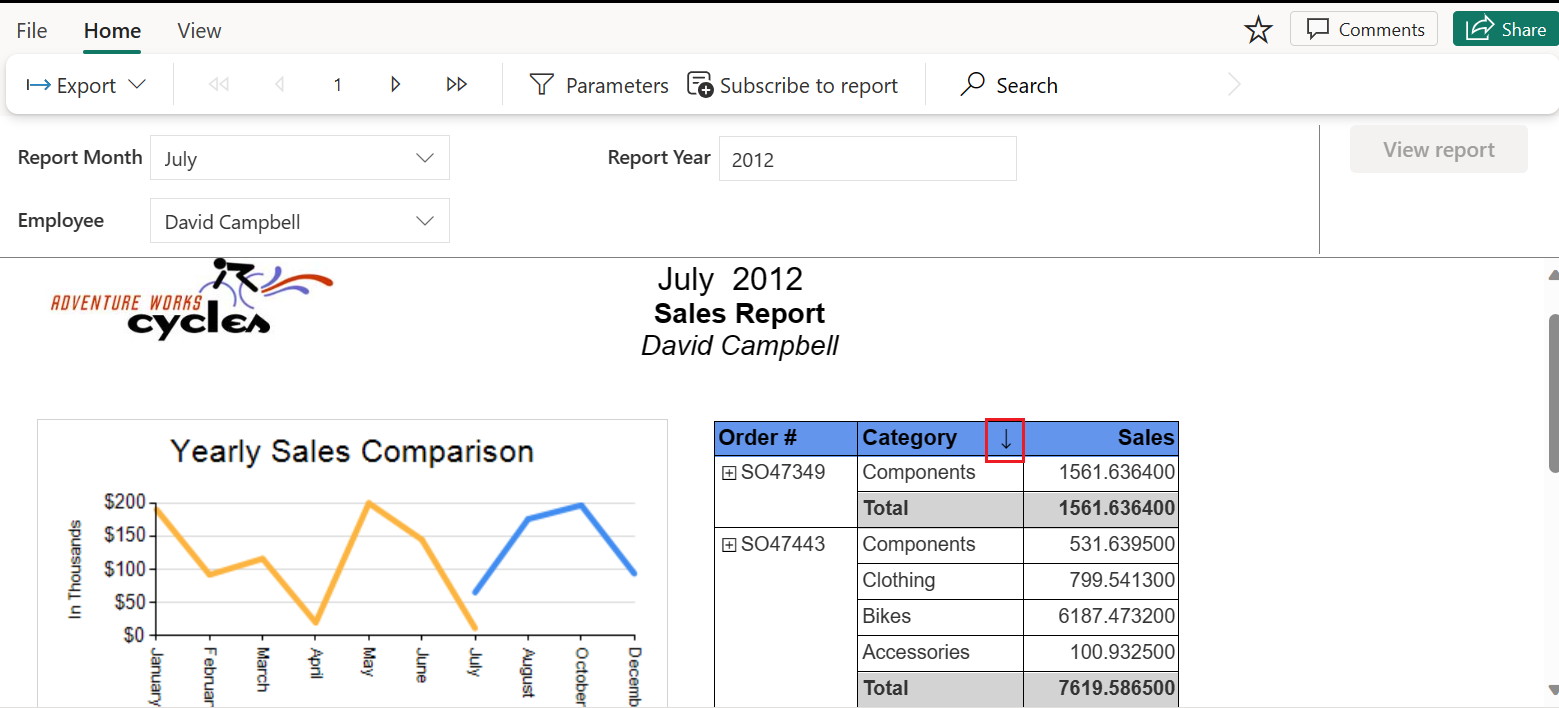 File Home View Comments Share
Export 1 Parameters Subscribe to report Search
Report Month July Report Year 2012 View report
Employee David Campbell
ADVENTURE WORKS
cycles
July 2012
Sales Report
David Campbell
Yearly Sales Comparison
In Thousands
$200
$150
$100
$50
$0
January
Februar
March
April
May
June
July
August
October
Decemb
Order # Category ↓ Sales
SO47349 Components 1561.636400
Total 1561.636400
SO47443 Components 531.639500
Clothing 799.541300
Bikes 6187.473200
Accessories 100.932500
Total 7619.586500